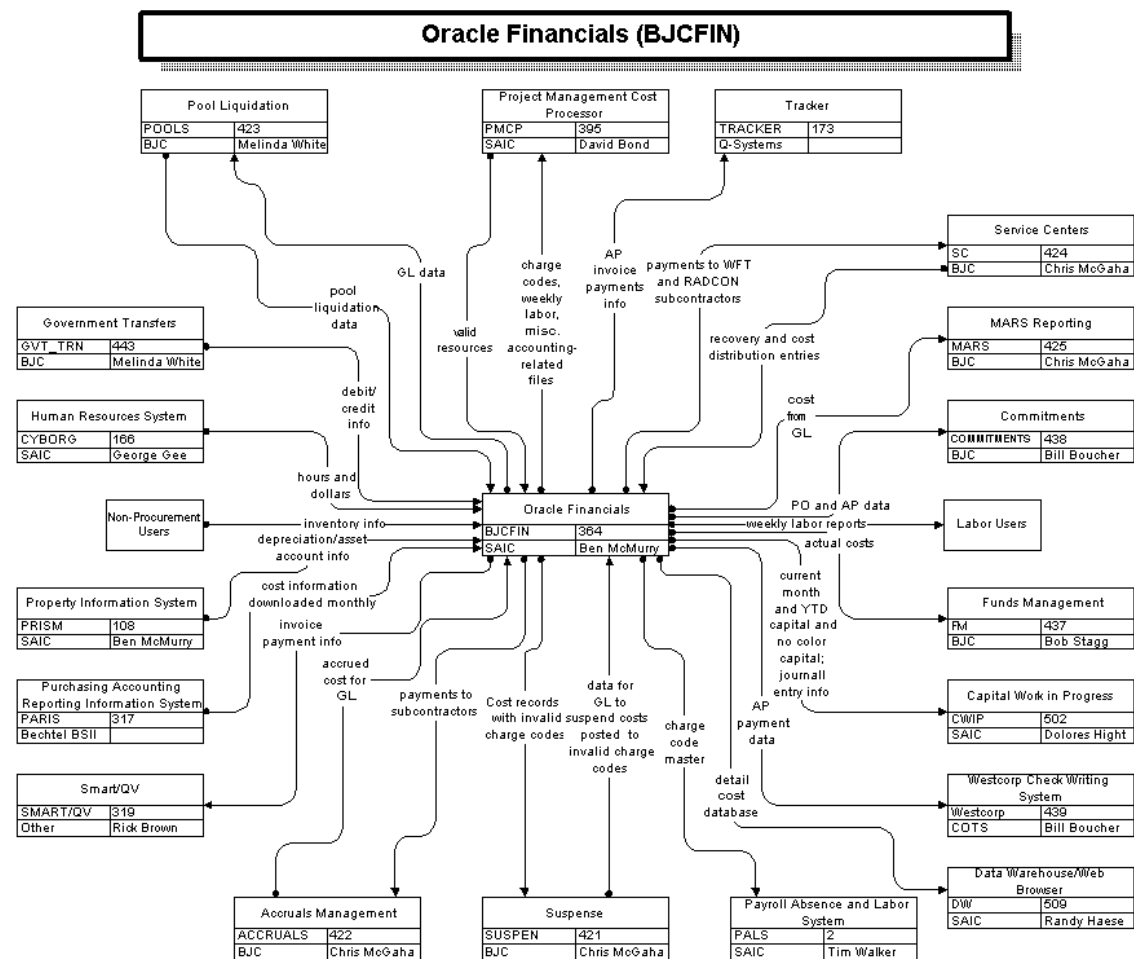 Oracle Financials (BJCFIN)
Pool Liquidation
POOLS 423
BJC Melinda White
Project Management Cost
Processor
PMCP 395
SAIC David Bond
Tracker
TRACKER 173
Q-Systems
Service Centers
SC 424
BJC Chris McGaha
Government Transfers
GVT_TRN 443
BJC Melinda White
MARS Reporting
MARS 425
BJC Chris McGaha
Human Resources System
CYBORG 166
SAIC George Gee
Commitments
COMMITMENTS 438
BJC Bill Boucher
GL data
pool
liquidation
data
valid
resources
charge
codes, weekly
labor,
misc.
accounting-
related
files
AP
invoice
payments
info
payments to WFT
and RADCON
subcontractors
recovery and cost
distribution entries
debit/
credit
info
cost
from
GL
hours and
dollars
PO and AP data
Non-Procurement
Users
inventory info
Oracle Financials
BJCFIN 364
SAIC Ben McMurry
weekly labor reports
Labor Users
actual costs
depreciation/asset
account info
cost information
downloaded monthly
current
month
and YTD
capital and
no color
capital;
journall
entry info
Property Information System
PRISM 108
SAIC Ben McMurry
invoice
payment info
Funds Management
FM 437
BJC Bob Stagg
Purchasing Accounting
Reporting Information System
PARIS 317
Bechtel BSII
accrued
cost for
GL
payments to
subcontractors
Cost records
with invalid
charge codes
data for
GL to
suspend costs
posted to
invalid charge
codes
charge
code
master
AP
payment
data
detail
cost
database
Capital Work in Progress
CWIP 502
SAIC Dolores Hight
Smart/QV
SMART/QV 319
Other Rick Brown
Westcorp Check Writing
System
Westcorp 439
COTS Bill Boucher
Data Warehouse/Web
Browser
DW 509
SAIC Randy Haese
Accruals Management
ACCRUALS 422
BJC Chris McGaha
Suspense
SUSPEN 421
BJC Chris McGaha
Payroll Absence and Labor
System
PALS 2
SAIC Tim Walker